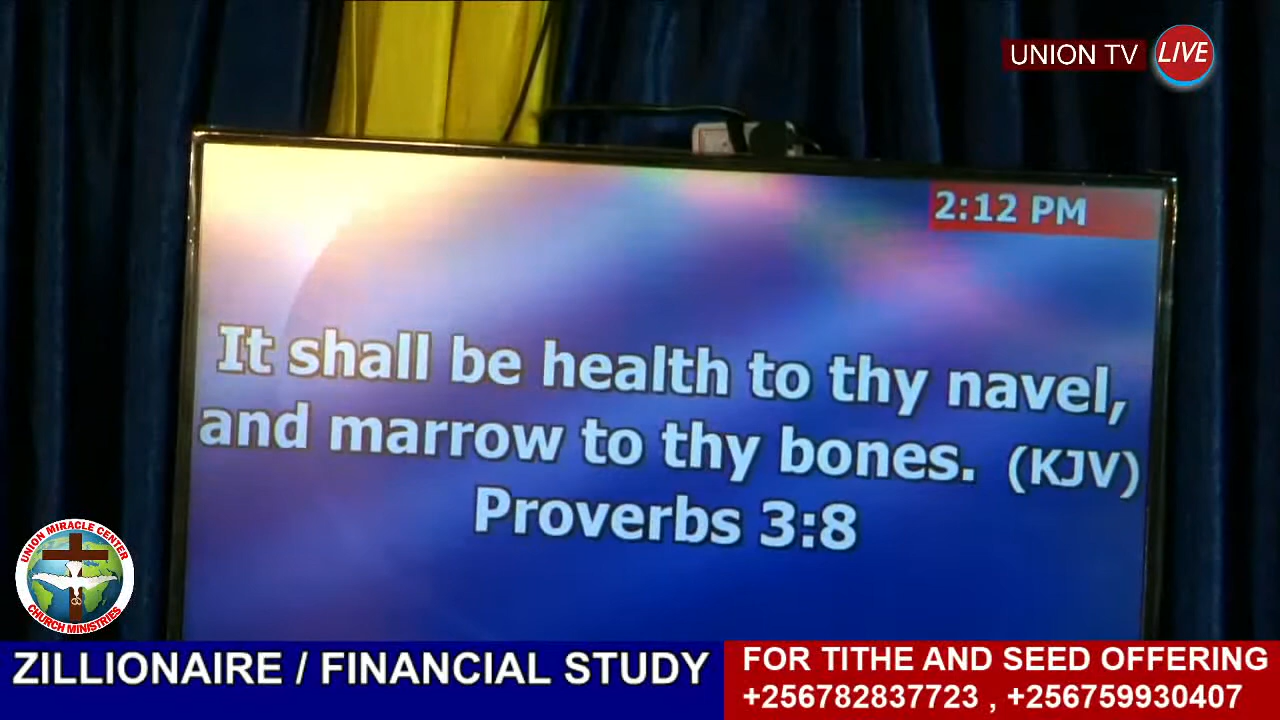 UNION TV LIVE
2:12 PM
It shall be health to thy navel,
and marrow to thy bones. (KJV)
Proverbs 3:8
UNION MIRACLE CENTER
CHURCH MINISTRIES
ZILLIONAIRE / FINANCIAL STUDY
FOR TITHE AND SEED OFFERING
+256782837723 , +256759930407